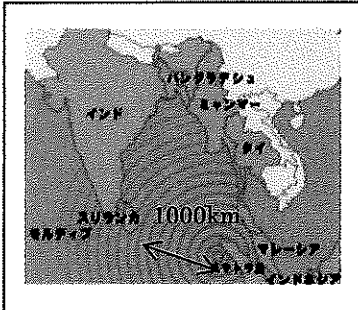 バングラデシュ
ミャンマー
インド
タイ
スリランカ 1000km
モルディブ
マレーシア
スマトラ島
インドネシア